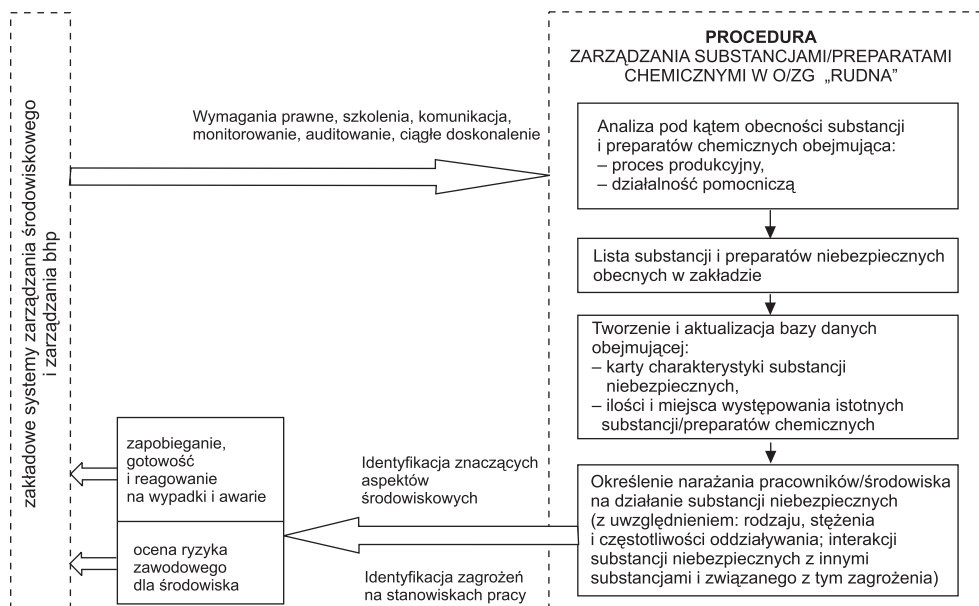 zakładowe systemy zarządzania środowiskowego
i zarządzania bhp
Wymagania prawne, szkolenia, komunikacja,
monitorowanie, auditowanie, ciągłe doskonalenie
PROCEDURA
ZARZĄDZANIA SUBSTANCJAMI/PREPARATAMI
CHEMICZNYMI W O/ZG „RUDNA”
Analiza pod kątem obecności substancji
i preparatów chemicznych obejmująca:
– proces produkcyjny,
– działalność pomocniczą
Lista substancji i preparatów niebezpiecznych
obecnych w zakładzie
Tworzenie i aktualizacja bazy danych
obejmującej:
– karty charakterystyki substancji
niebezpiecznych,
– ilości i miejsca występowania istotnych
substancji/preparatów chemicznych
Określenie narażania pracowników/środowiska
na działanie substancji niebezpiecznych
(z uwzględnieniem: rodzaju, stężenia
i częstotliwości oddziaływania; interakcji
substancji niebezpiecznych z innymi
substancjami i związanego z tym zagrożenia)
Identyfikacja znaczących
aspektów
środowiskowych
Identyfikacja zagrożeń
na stanowiskach pracy
zapobieganie,
gotowość
i reagowanie
na wypadki i awarie
ocena ryzyka
zawodowego
dla środowiska